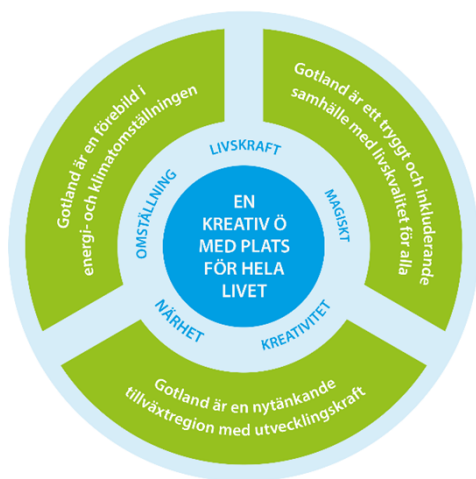 Gotland är en förebild i
energi- och klimatomställningen
Gotland är ett tryggt och inkluderande
samhälle med livskvalitet för alla
LIVSKRAFT
MAGISKT
KREATIVITET
NÄRHET
OMSTÄLLNING
EN
KREATIV Ö
MED PLATS
FÖR HELA
LIVET
Gotland är en nytänkande
tillväxtregion med utvecklingskraft